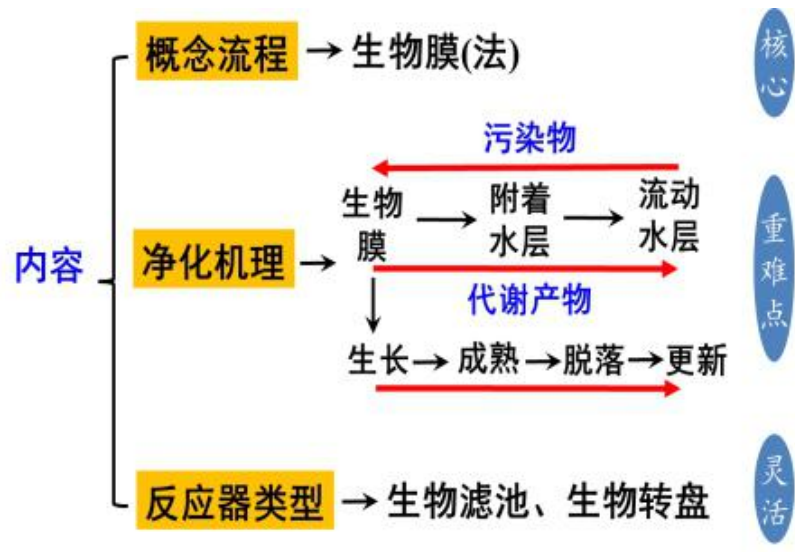 概念流程 → 生物膜(法)
核心
污染物
生物膜 → 附着水层 → 流动水层
内容
净化机理 →
重难点
代谢产物
生长 → 成熟 → 脱落 → 更新
反应器类型 → 生物滤池、生物转盘
灵活